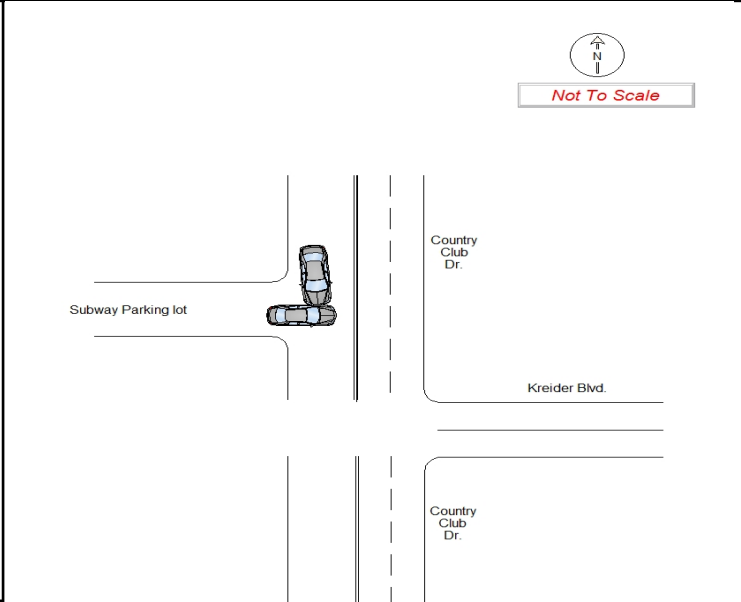 N
Not To Scale
Country
Club
Dr.
Subway Parking lot
Kreider Blvd.
Country
Club
Dr.